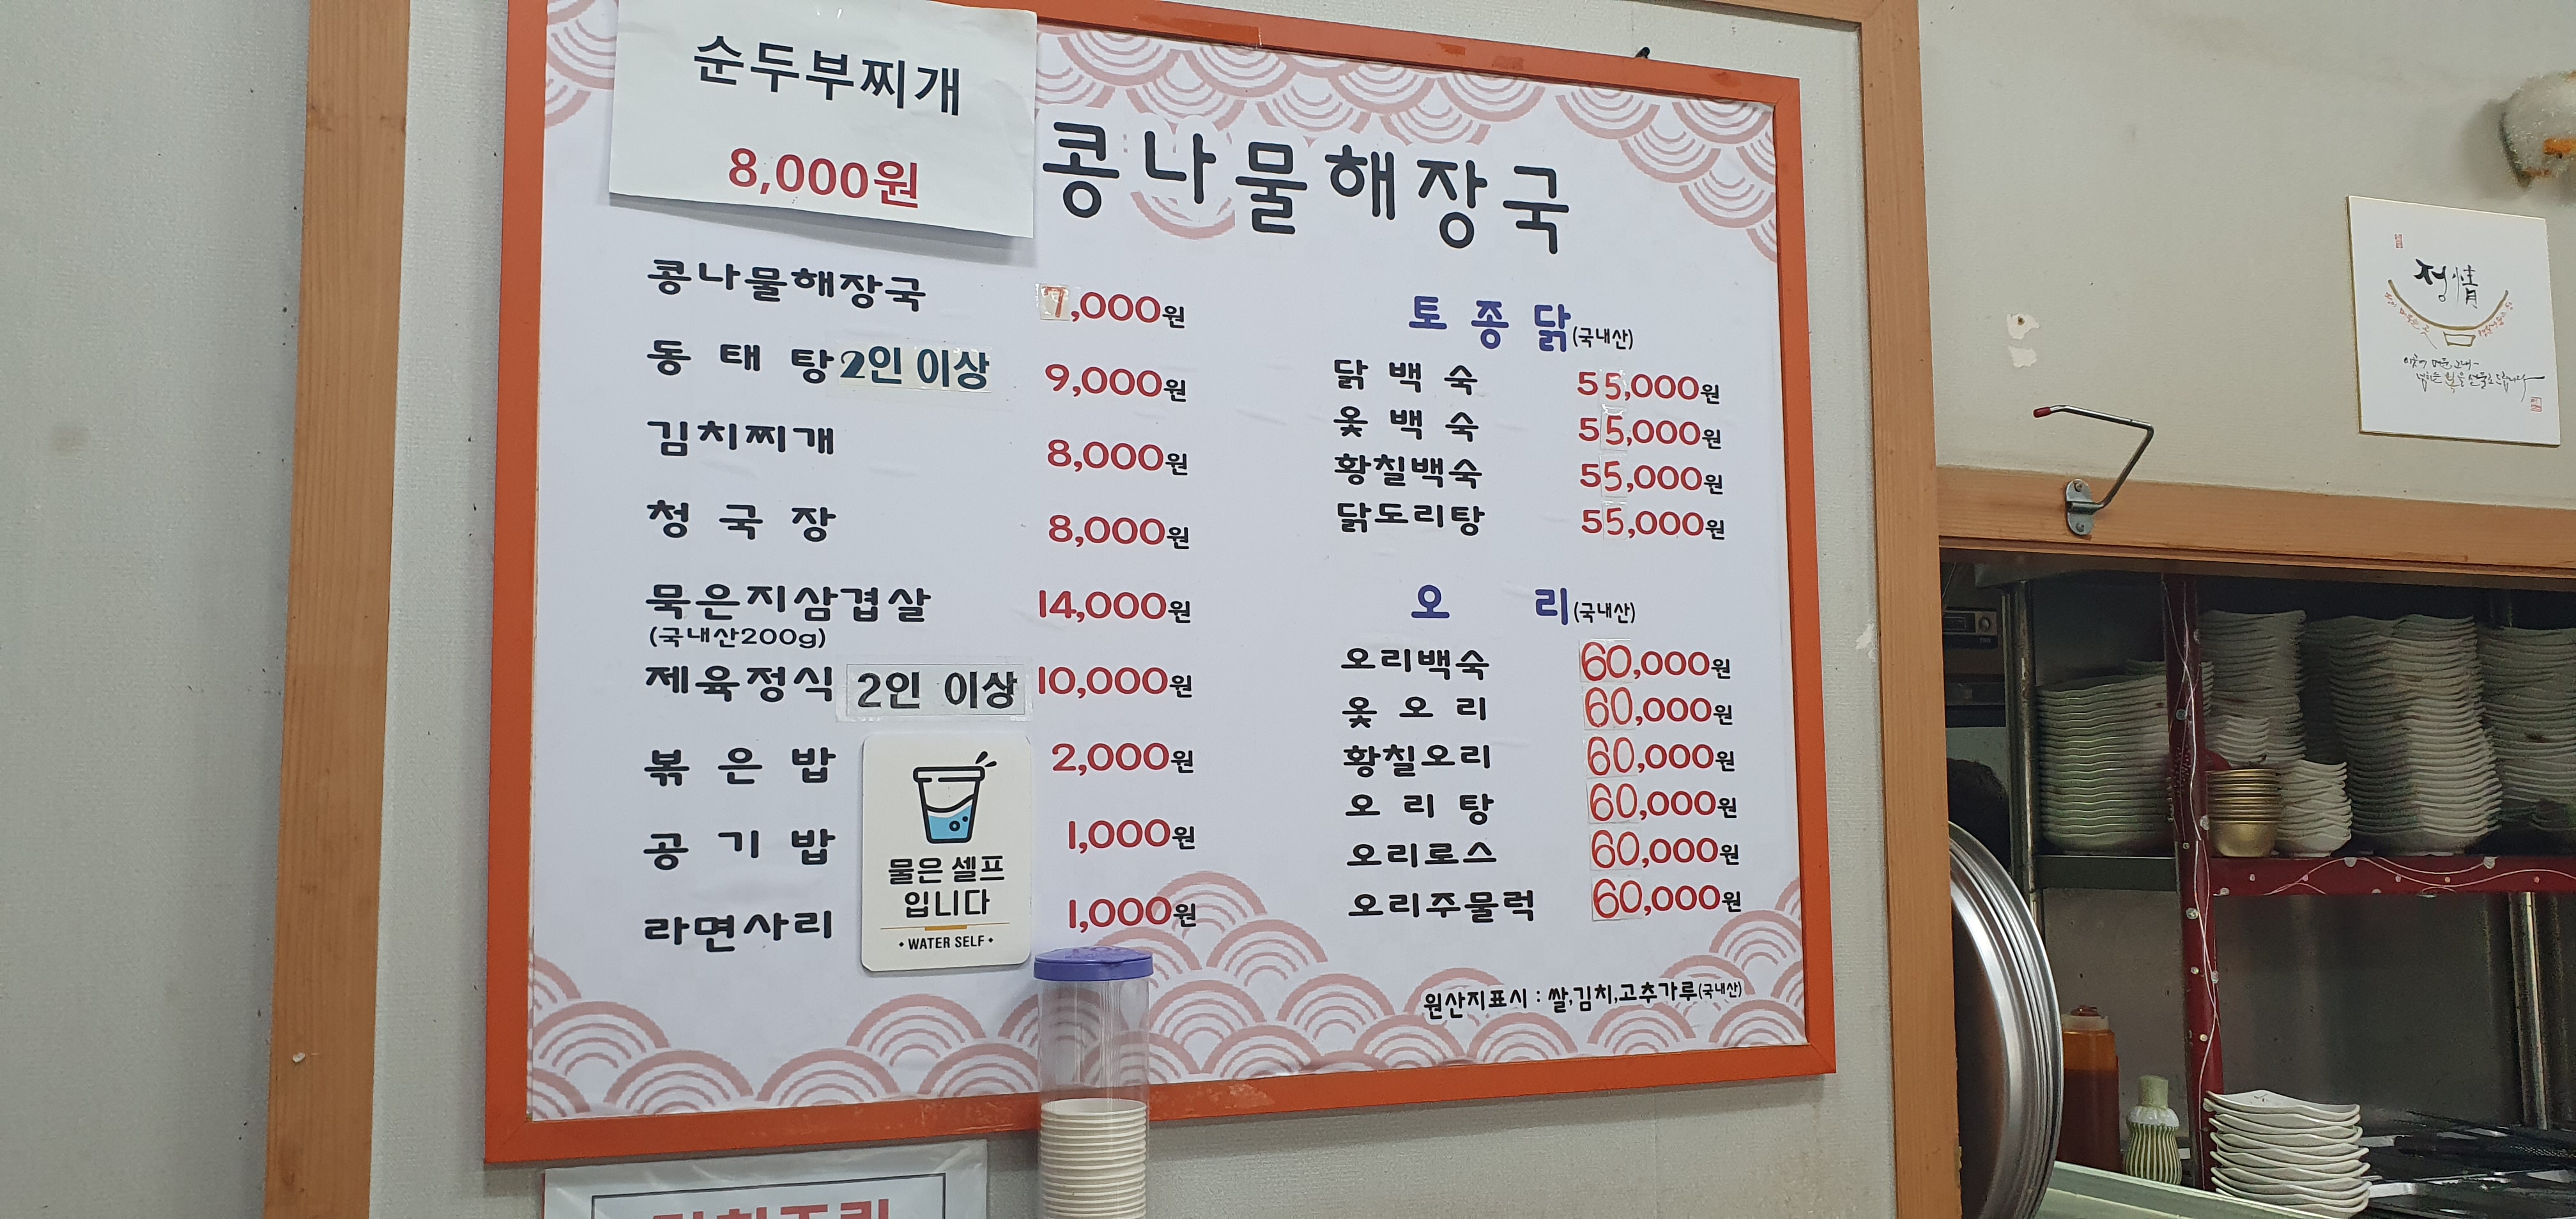 순두부찌개
8,000원
콩나물해장국
콩나물해장국 7,000원
동태탕 2인 이상 9,000원
김치찌개 8,000원
청국장 8,000원
묵은지삼겹살 14,000원
(국내산200g)
제육정식 2인 이상 10,000원
볶은밥 2,000원
공기밥 1,000원
라면사리 1,000원
물은 셀프
입니다
• WATER SELF •
토종닭(국내산)
닭백숙 55,000원
옻백숙 55,000원
황칠백숙 55,000원
닭도리탕 55,000원
오리(국내산)
오리백숙 60,000원
옻오리 60,000원
황칠오리 60,000원
오리탕 60,000원
오리로스 60,000원
오리주물럭 60,000원
원산지표시 : 쌀,김치,고추가루(국내산)
정情